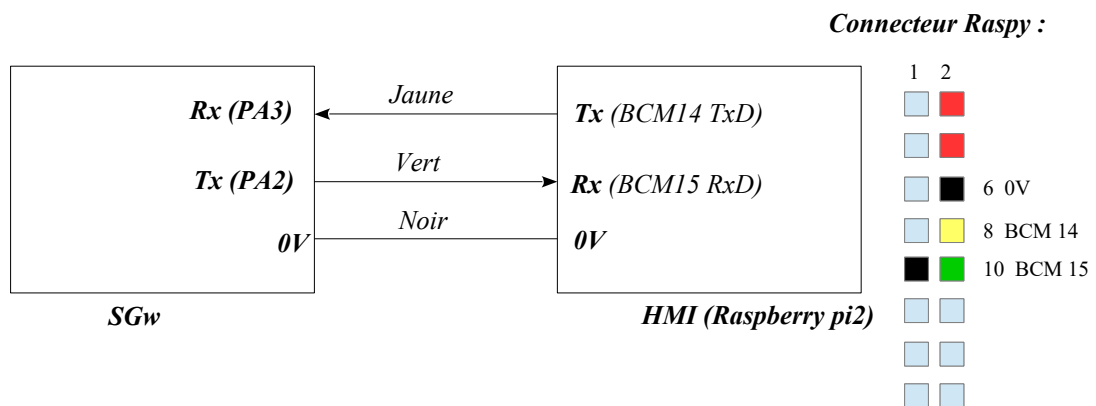 Connecteur Raspy :
1 2
Rx (PA3)
Jaune
Tx (BCM14 TxD)
Tx (PA2)
Vert
Rx (BCM15 RxD)
6 0V
Noir
0V
0V
8 BCM 14
10 BCM 15
SGw
HMI (Raspberry pi2)